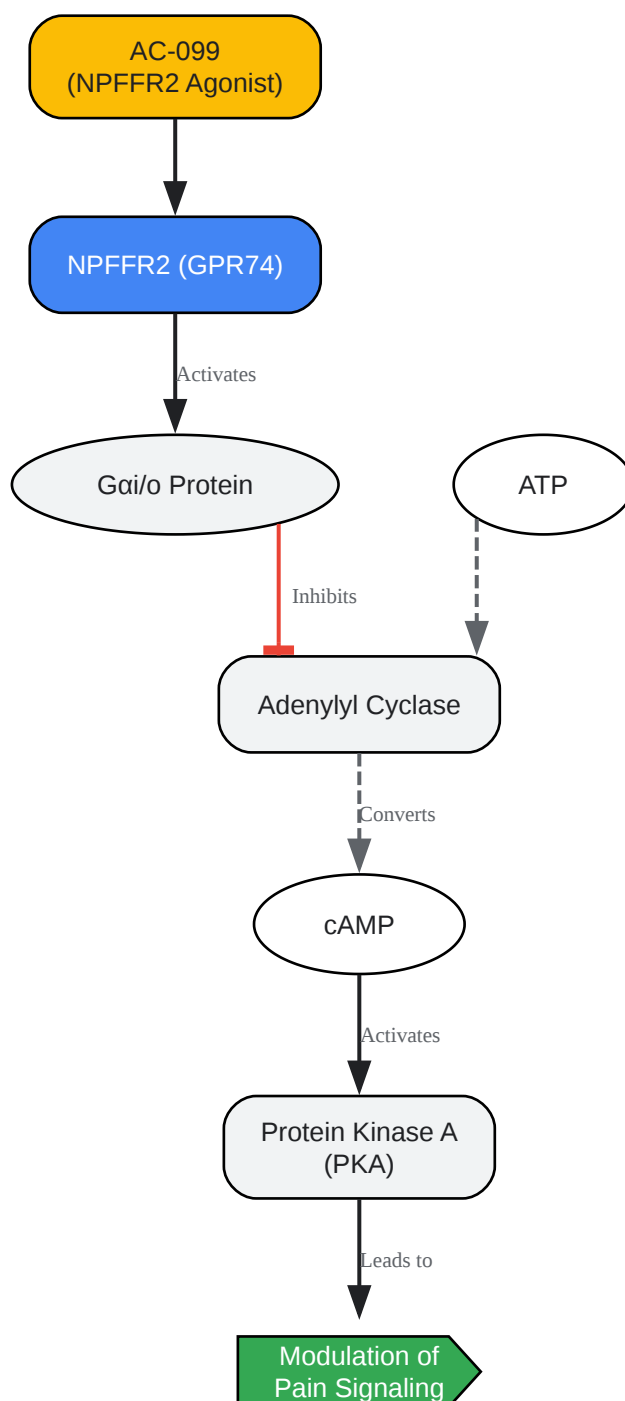 AC-099
(NPFFR2 Agonist)
NPFFR2 (GPR74)
Activates
Gαi/o Protein
ATP
Inhibits
Adenylyl Cyclase
Converts
cAMP
Activates
Protein Kinase A
(PKA)
Leads to
Modulation of
Pain Signaling